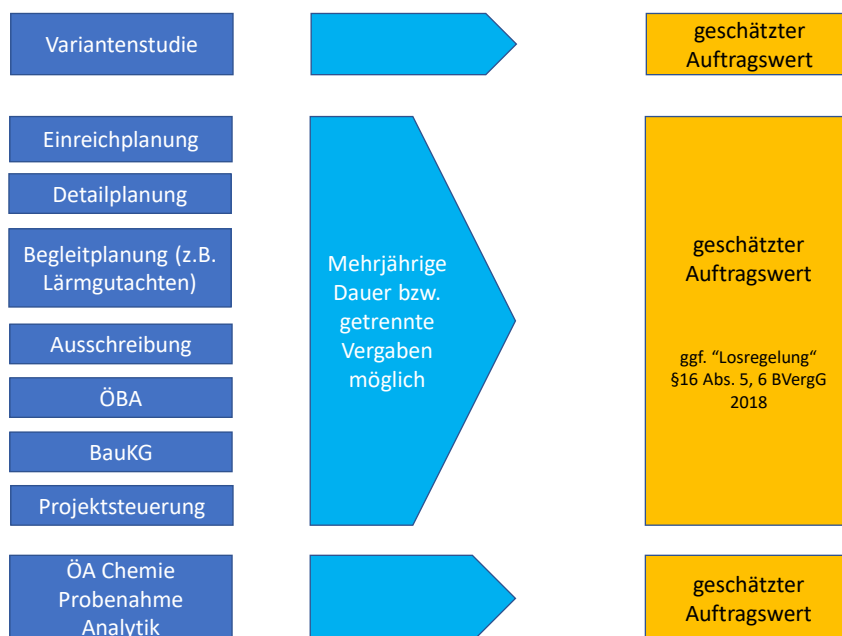 Variantenstudie
geschätzter
Auftragswert
Einreichplanung
Detailplanung
Begleitplanung (z.B.
Lärmgutachten)
Ausschreibung
ÖBA
BauKG
Projektsteuerung
Mehrjährige
Dauer bzw.
getrennte
Vergaben
möglich
geschätzter
Auftragswert
ggf. “Losregelung“
§16 Abs. 5, 6 BVergG
2018
ÖA Chemie
Probenahme
Analytik
geschätzter
Auftragswert